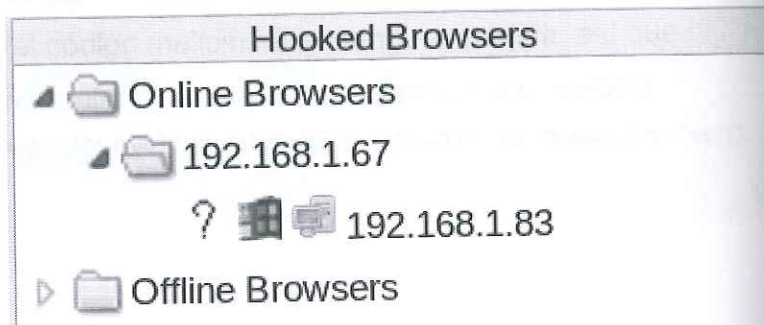 Hooked Browsers
Online Browsers
192.168.1.67
? 192.168.1.83
Offline Browsers